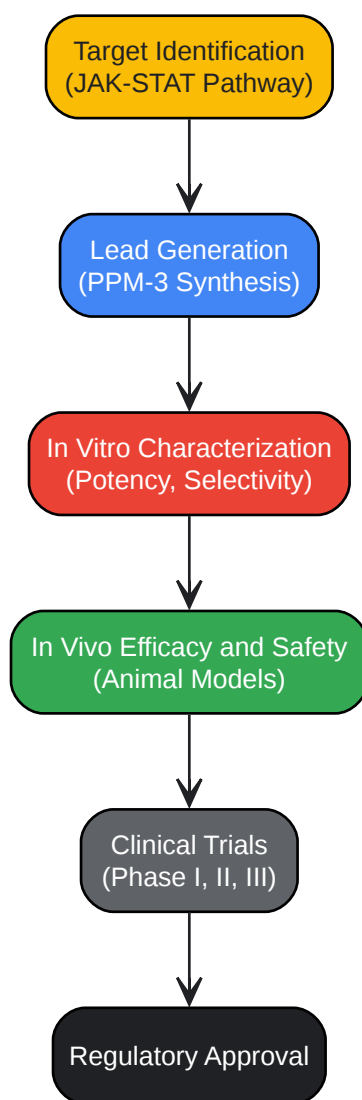 Target Identification
(JAK-STAT Pathway)
Lead Generation
(PPM-3 Synthesis)
In Vitro Characterization
(Potency, Selectivity)
In Vivo Efficacy and Safety
(Animal Models)
Clinical Trials
(Phase I, II, III)
Regulatory Approval